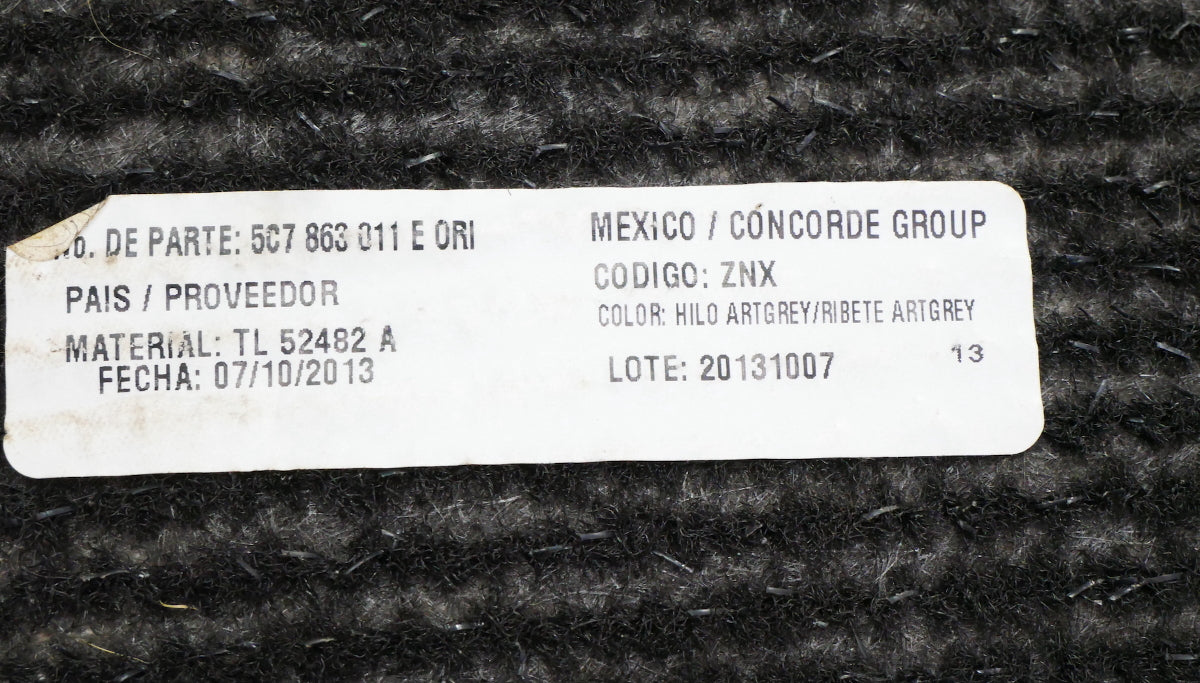 No. DE PARTE: 5C7 863 011 E ORI
PAIS / PROVEEDOR
MATERIAL: TL 52482 A
FECHA: 07/10/2013
MEXICO / CONCORDE GROUP
CODIGO: ZNX
COLOR: HILO ARTGREY/RIBETE ARTGREY
LOTE: 20131007
13